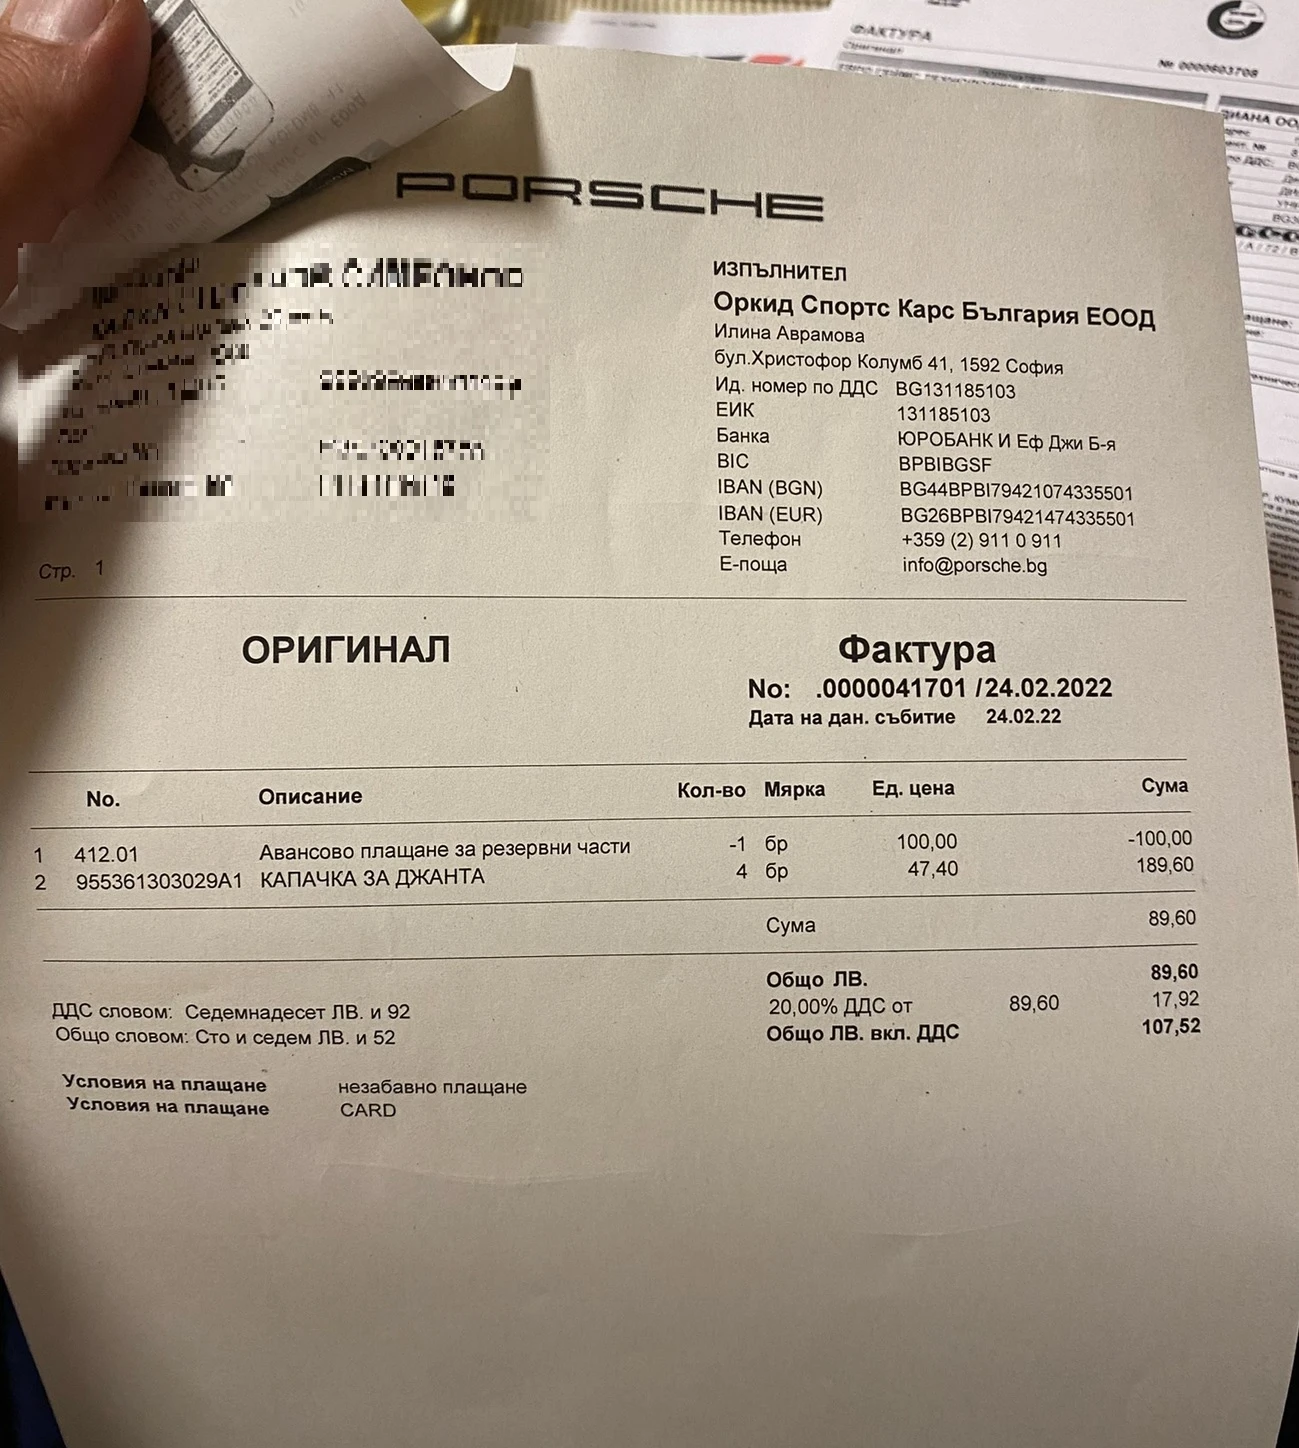 ФАКТУРА
Оригинал
№ 0000603708
ДИАНА ОО
PORSCHE
ИЗПЪЛНИТЕЛ
Оркид Спортс Карс България ЕООД
Илина Аврамова
бул.Христофор Колумб 41, 1592 София
Ид. номер по ДДС BG131185103
ЕИК 131185103
Банка ЮРОБАНК И Еф Джи Б-я
BIC BPBIBGSF
IBAN (BGN) BG44BPBI79421074335501
IBAN (EUR) BG26BPBI79421474335501
Телефон +359 (2) 911 0 911
Е-поща info@porsche.bg
Стр. 1
ОРИГИНАЛ
Фактура
No: .0000041701 /24.02.2022
Дата на дан. събитие 24.02.22
No. Описание Кол-во Мярка Ед. цена Сума
1 412.01 Авансово плащане за резервни части -1 бр 100,00 -100,00
2 955361303029A1 КАПАЧКА ЗА ДЖАНТА 4 бр 47,40 189,60
Сума 89,60
Общо ЛВ. 89,60
20,00% ДДС от 89,60 17,92
Общо ЛВ. вкл. ДДС 107,52
ДДС словом: Седемнадесет ЛВ. и 92
Общо словом: Сто и седем ЛВ. и 52
Условия на плащане незабавно плащане
Условия на плащане CARD